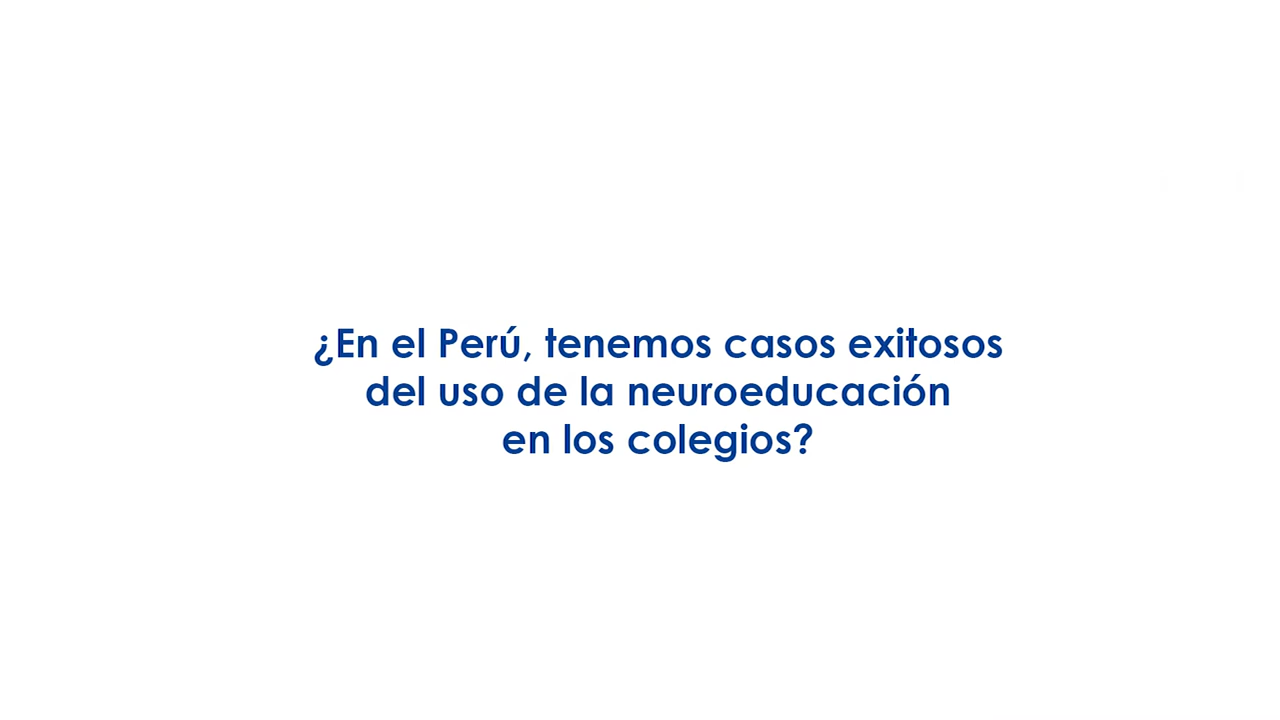 ¿En el Perú, tenemos casos exitosos
del uso de la neuroeducación
en los colegios?